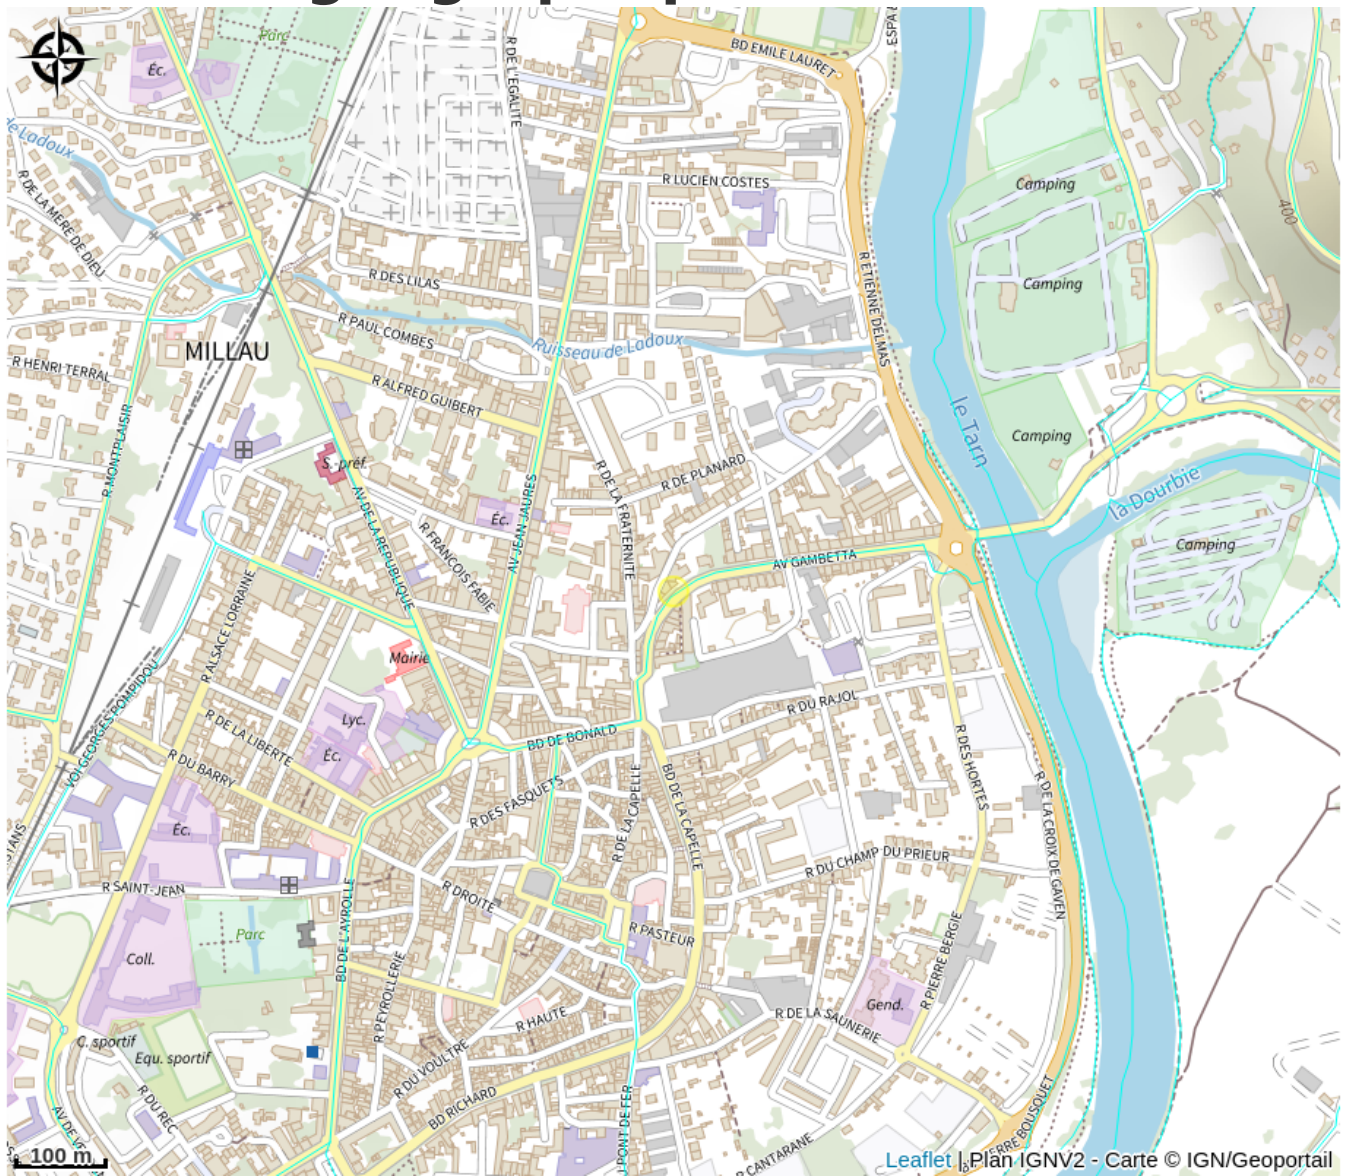 Parc
Éc.
BD EMILE LAURET
R DE L'EGALITE
de Ladoux
R LUCIEN COSTES
Camping
R DE LA MERE DE DIEU
400
R DES LILAS
Camping
R ETIENNE DELMAS
R PAUL COMBES
Ruisseau de Ladoux
MILLAU
R HENRI TERRAL
R ALFRED GUIBERT
le Tarn
Camping
R MONTPLAISIR
S.-préf.
R DE PLANARD
R DE LA FRATERNITE
la Dourbie
AV JEAN JAURES
Éc.
AV DE LA REPUBLIQUE
R FRANCOIS FABIE
Camping
AV GAMBETTA
R ALSACE LORRAINE
Mairie
VOI GEORGES POMPIDOU
R DU RAJOL
Lyc.
R DE LA LIBERTE
BD DE BONALD
Éc.
R DU BARRY
R DES HORTES
R DES FASQUETS
R DE LA CAPELLE
BD DE LA CAPELLE
R DE LA CROIX DE GAVEN
Éc.
R DU CHAMP DU PRIEUR
R SAINT-JEAN
R DROITE
BD DE L'AYROLLE
Parc
R PASTEUR
Coll.
R PEYROLLERIE
R PIERRE BERGIE
Gend.
R HAUTE
R DE LA SAUNERIE
C. sportif
Equ. sportif
R DU VOULTRE
R DU REC
BD RICHARD
PONT DE FER
R CANTARANE
100 m
Leaflet | Plan IGNV2 - Carte © IGN/Geoportail